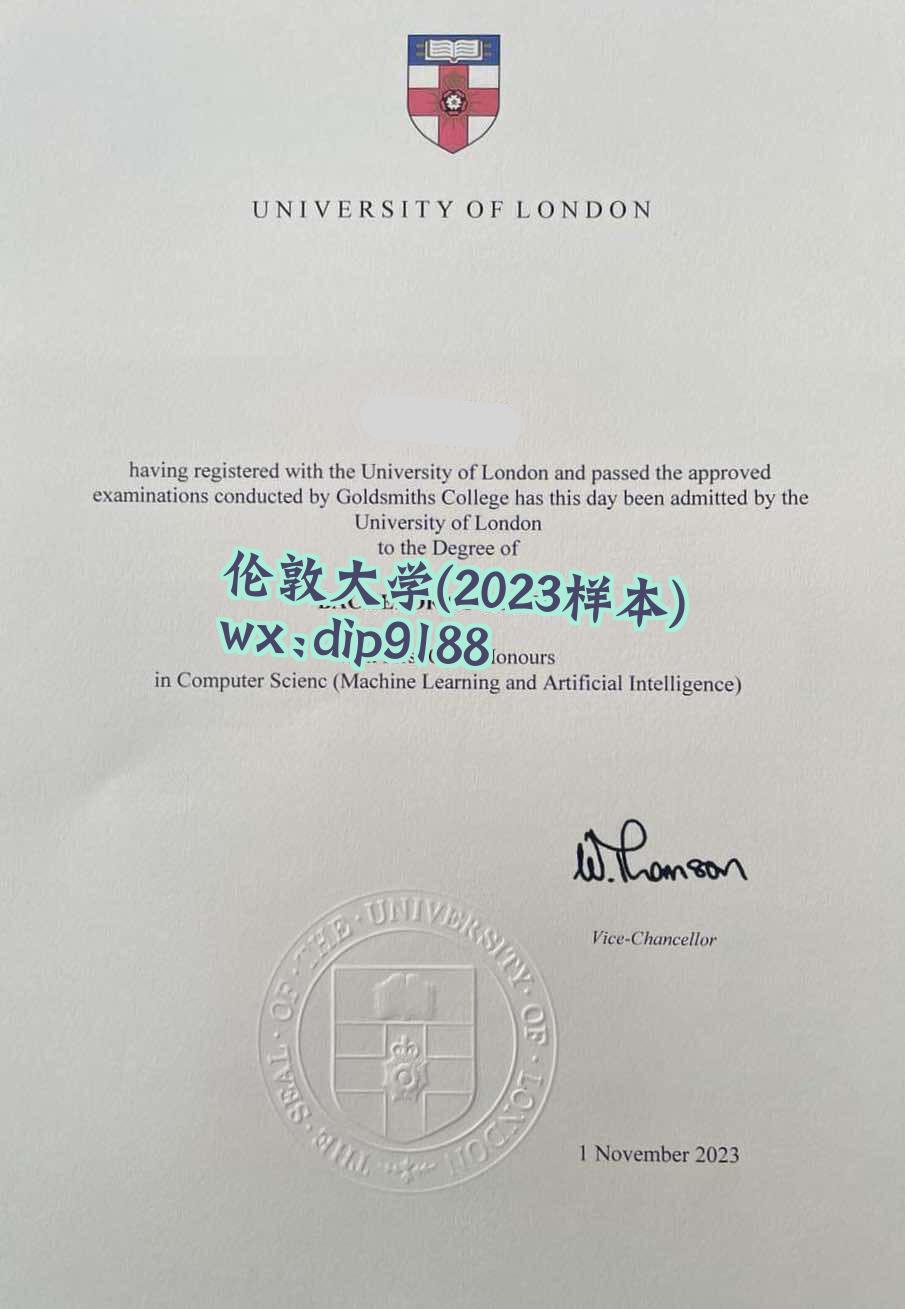 UNIVERSITY OF LONDON
having registered with the University of London and passed the approved
examinations conducted by Goldsmiths College has this day been admitted by the
University of London
to the Degree of
伦敦大学(2023样本)
wx:dip9188
in Computer Scienc (Machine Learning and Artificial Intelligence)
W. Thomson
Vice-Chancellor
THE · SEAL · OF · THE · UNIVERSITY · OF · LONDON
1 November 2023